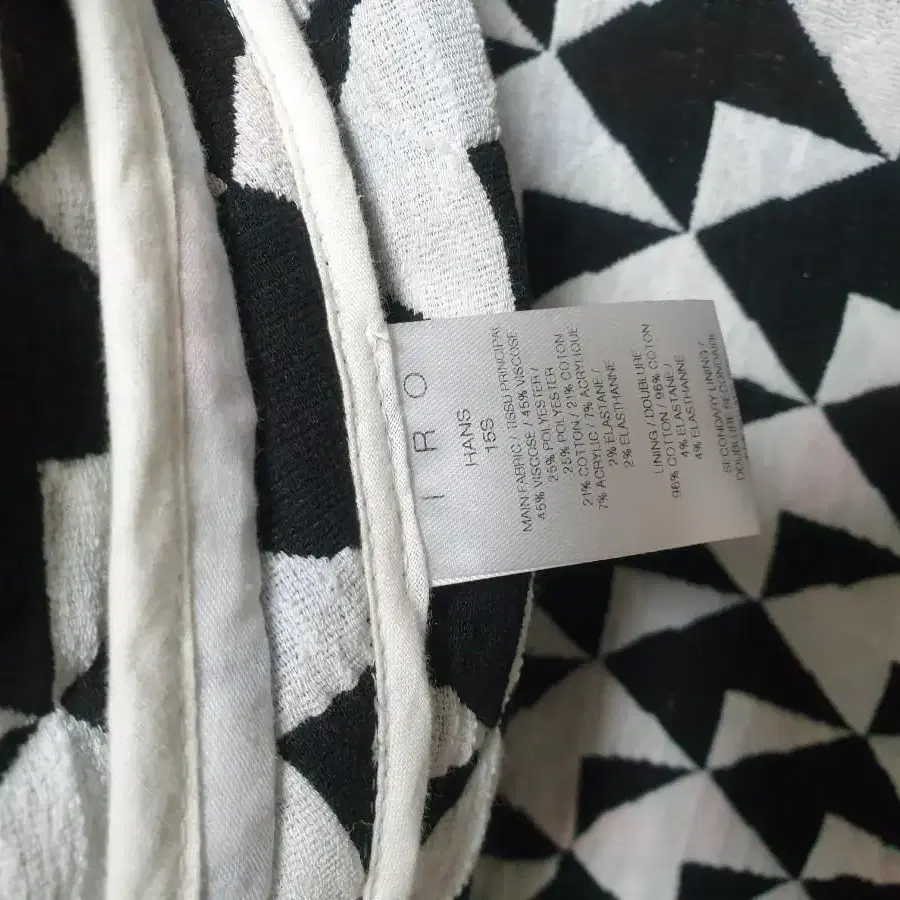 I R O
HANS
15S
MAIN FABRIC / TISSU PRINCIPAL
45% VISCOSE / 45% VISCOSE
25% POLYESTER /
25% POLYESTER
21% COTTON / 21% COTON
7% ACRYLIC / 7% ACRYLIQUE
2% ELASTANE /
2% ELASTHANNE
LINING / DOUBLURE
96% COTTON / 96% COTON
4% ELASTANE /
4% ELASTHANNE
SECONDARY LINING /
DOUBLURE SECONDAIRE